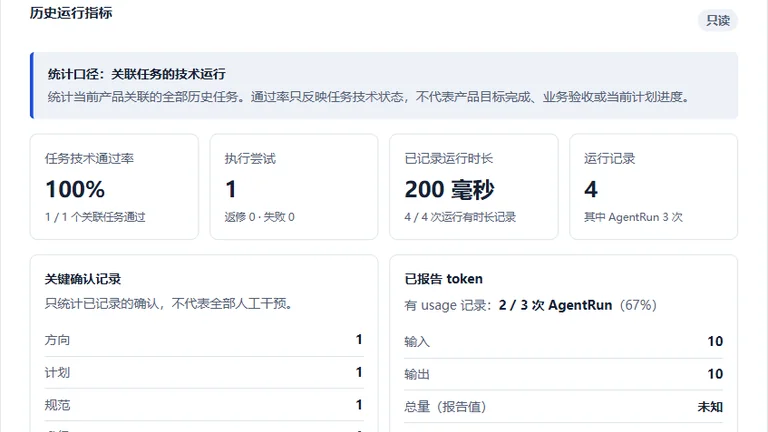 历史运行指标
只读
统计口径：关联任务的技术运行
统计当前产品关联的全部历史任务。通过率只反映任务技术状态，不代表产品目标完成、业务验收或当前计划进度。
任务技术通过率
100%
1 / 1 个关联任务通过
执行尝试
1
返修 0 · 失败 0
已记录运行时长
200 毫秒
4 / 4 次运行有时长记录
运行记录
4
其中 AgentRun 3 次
关键确认记录
只统计已记录的确认，不代表全部人工干预。
方向 1
计划 1
规范 1
已报告 token
有 usage 记录：2 / 3 次 AgentRun（67%）
输入 10
输出 10
总量（报告值） 未知